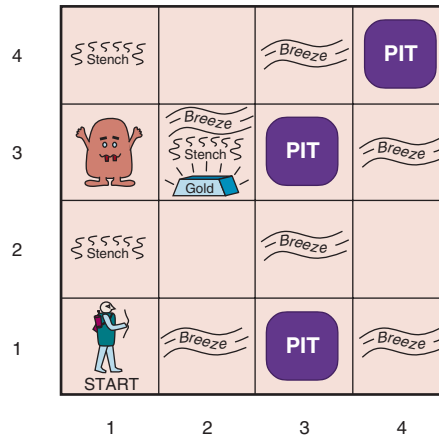 4
Stench
Breeze
PIT
3
Breeze
Stench
Gold
PIT
Breeze
2
Stench
Breeze
1
START
Breeze
PIT
Breeze
1 2 3 4